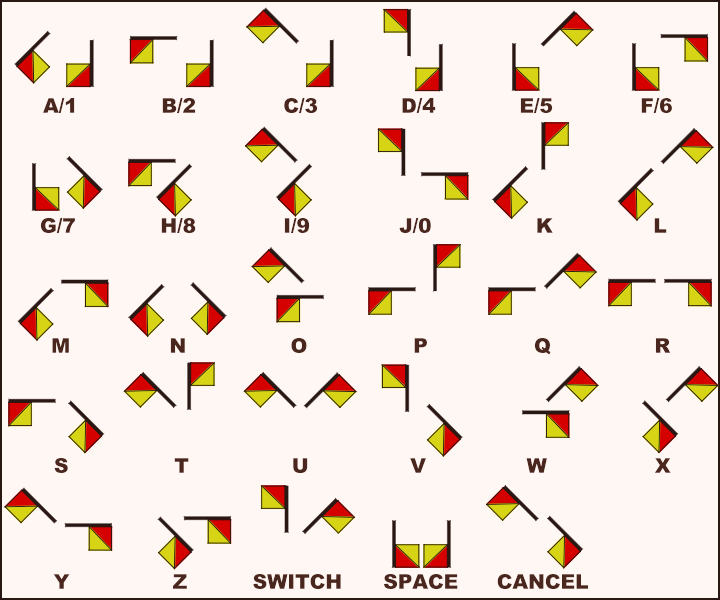 A/1 B/2 C/3 D/4 E/5 F/6
G/7 H/8 I/9 J/0 K L
M N O P Q R
S T U V W X
Y Z SWITCH SPACE CANCEL